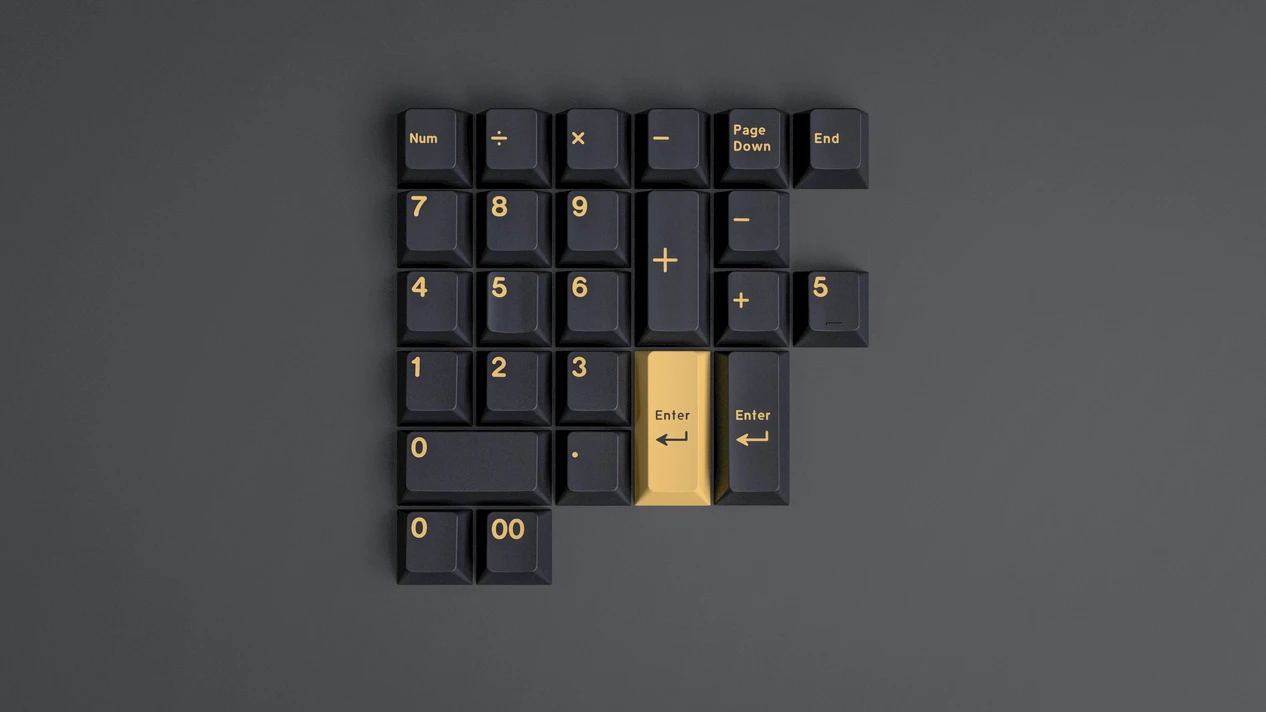 Num ÷ × − Page Down End
7 8 9 + −
4 5 6 + 5
1 2 3 Enter Enter
0 .
0 00